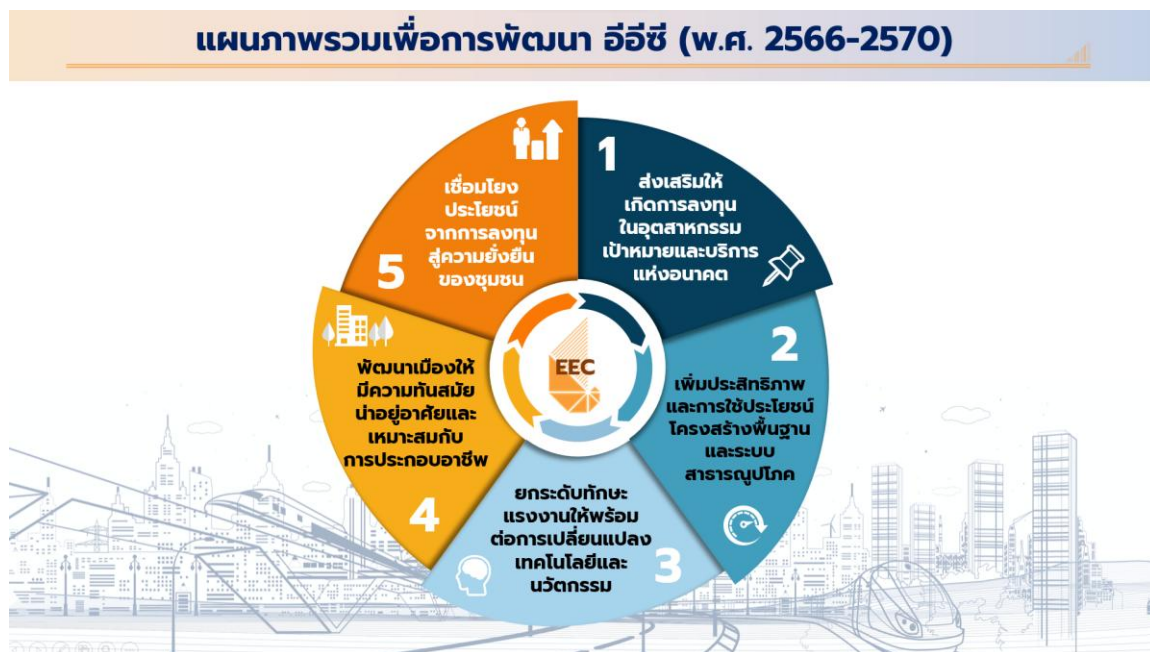 แผนภาพรวมเพื่อการพัฒนา อีอีซี (พ.ศ. 2566-2570)
1
ส่งเสริมให้
เกิดการลงทุน
ในอุตสาหกรรม
เป้าหมายและบริการ
แห่งอนาคต
2
เพิ่มประสิทธิภาพ
และการใช้ประโยชน์
โครงสร้างพื้นฐาน
และระบบ
สาธารณูปโภค
ยกระดับทักษะ
แรงงานให้พร้อม
ต่อการเปลี่ยนแปลง
เทคโนโลยีและ
นวัตกรรม
3
พัฒนาเมืองให้
มีความทันสมัย
น่าอยู่อาศัยและ
เหมาะสมกับ
การประกอบอาชีพ
4
เชื่อมโยง
ประโยชน์
จากการลงทุน
สู่ความยั่งยืน
ของชุมชน
5
EEC